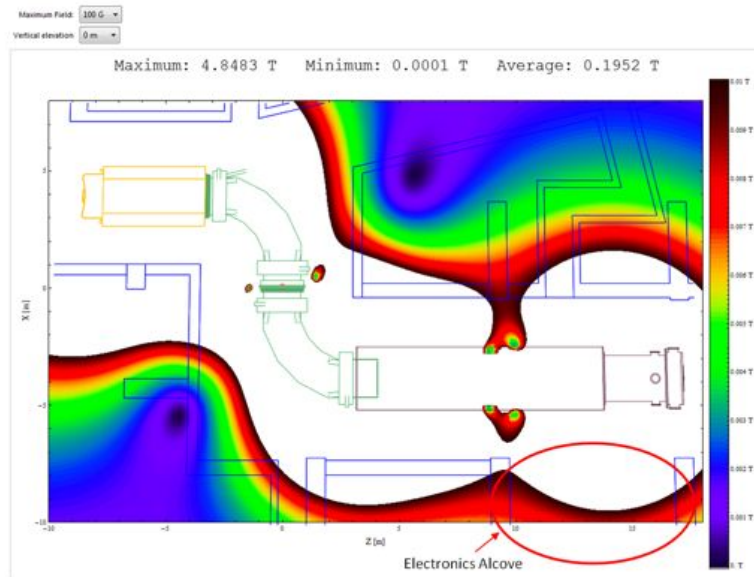 Maximum Field: 100 G
Vertical elevation 0 m
Maximum: 4.8483 T Minimum: 0.0001 T Average: 0.1952 T
0.01 T
0.009 T
0.008 T
0.007 T
0.006 T
0.005 T
0.004 T
0.003 T
0.002 T
0.001 T
0 T
X [m]
5
0
-5
-10
-10
-5
0
5
10
15
Z [m]
Electronics Alcove